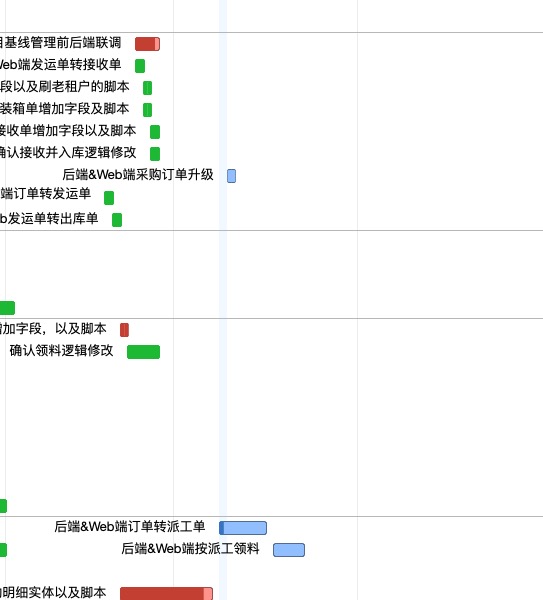 基线管理前后端联调
Web端发运单转接收单
段以及刷老租户的脚本
装箱单增加字段及脚本
接收单增加字段以及脚本
确认接收并入库逻辑修改
后端&Web端采购订单升级
端订单转发运单
b发运单转出库单
增加字段，以及脚本
确认领料逻辑修改
后端&Web端订单转派工单
后端&Web端按派工领料
明细实体以及脚本